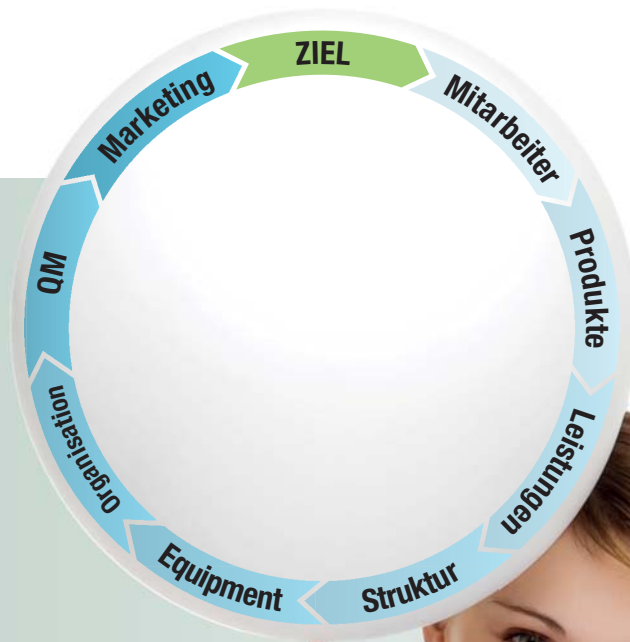 ZIEL
Mitarbeiter
Produkte
Leistungen
Struktur
Equipment
Organisation
QM
Marketing